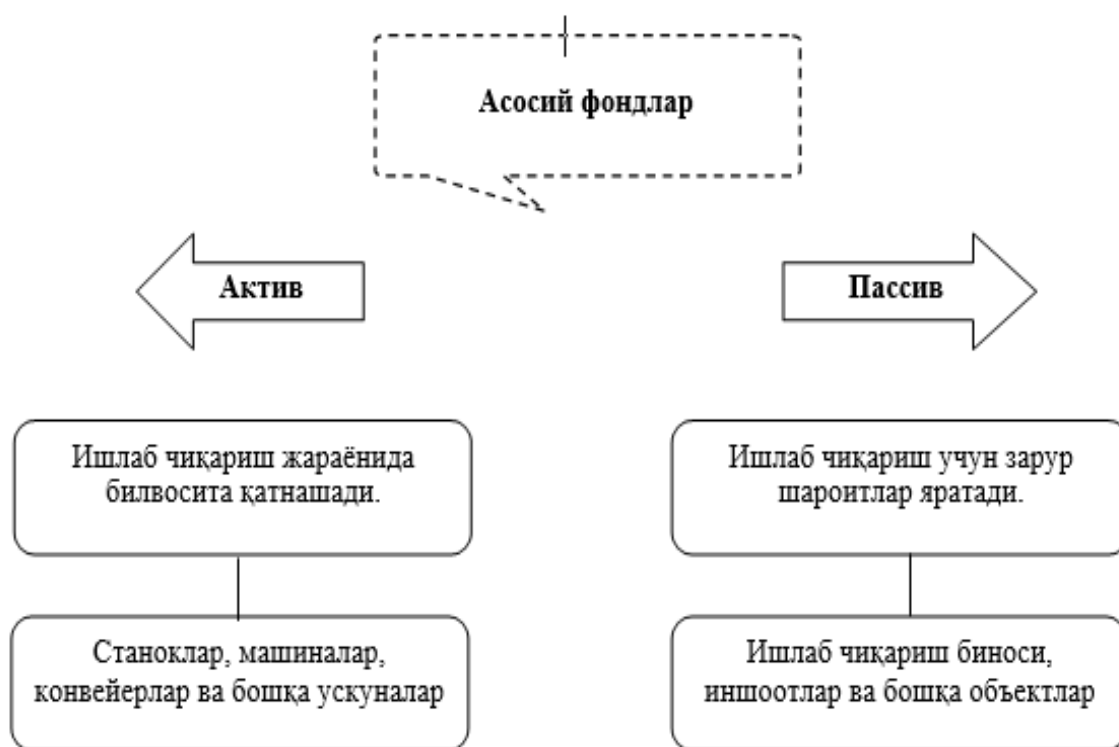 Асосий фондлар
Актив
Пассив
Ишлаб чиқариш жараёнида
билвосита қатнашади.
Ишлаб чиқариш учун зарур
шароитлар яратади.
Станоклар, машиналар,
конвейерлар ва бошқа ускуналар
Ишлаб чиқариш биноси,
иншоотлар ва бошқа объектлар